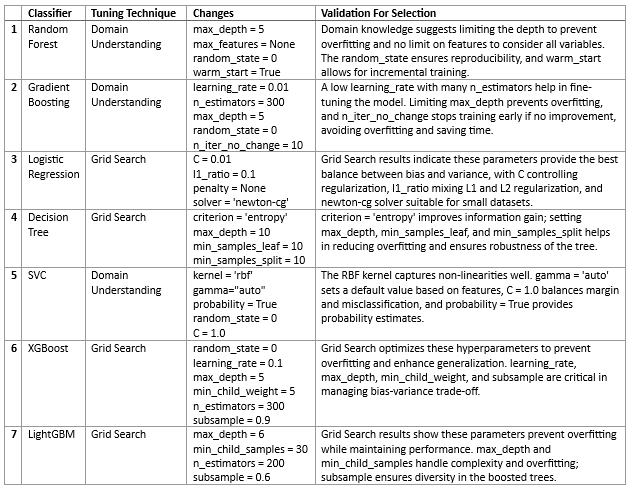 Classifier Tuning Technique Changes Validation For Selection
1 Random Forest Domain Understanding max_depth = 5 Domain knowledge suggests limiting the depth to prevent
max_features = None overfitting and no limit on features to consider all variables.
random_state = 0 The random_state ensures reproducibility, and warm_start
warm_start = True allows for incremental training.
2 Gradient Boosting Domain Understanding learning_rate = 0.01 A low learning_rate with many n_estimators help in fine-
n_estimators = 300 tuning the model. Limiting max_depth prevents overfitting,
max_depth = 5 and n_iter_no_change stops training early if no improvement,
random_state = 0 avoiding overfitting and saving time.
n_iter_no_change = 10
3 Logistic Regression Grid Search C = 0.01 Grid Search results indicate these parameters provide the best
l1_ratio = 0.1 balance between bias and variance, with C controlling
penalty = None regularization, l1_ratio mixing L1 and L2 regularization, and
solver = 'newton-cg' newton-cg solver suitable for small datasets.
4 Decision Tree Grid Search criterion = 'entropy' criterion = 'entropy' improves information gain; setting
max_depth = 10 max_depth, min_samples_leaf, and min_samples_split helps
min_samples_leaf = 10 in reducing overfitting and ensures robustness of the tree.
min_samples_split = 10
5 SVC Domain Understanding kernel = 'rbf' The RBF kernel captures non-linearities well. gamma = 'auto'
gamma="auto" sets a default value based on features, C = 1.0 balances margin
probability = True and misclassification, and probability = True provides
random_state = 0 probability estimates.
C = 1.0
6 XGBoost Grid Search random_state = 0 Grid Search optimizes these hyperparameters to prevent
learning_rate = 0.1 overfitting and enhance generalization. learning_rate,
max_depth = 5 max_depth, min_child_weight, and subsample are critical in
min_child_weight = 5 managing bias-variance trade-off.
n_estimators = 300
subsample = 0.9
7 LightGBM Grid Search max_depth = 6 Grid Search results show these parameters prevent overfitting
min_child_samples = 30 while maintaining performance. max_depth and
n_estimators = 200 min_child_samples handle complexity and overfitting;
subsample = 0.6 subsample ensures diversity in the boosted trees.